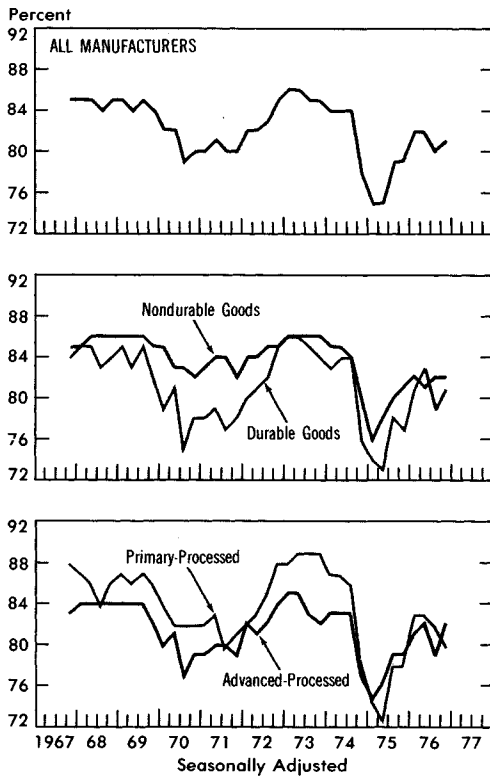 Percent
92
ALL MANUFACTURERS
88
84
80
76
72
92
88
Nondurable Goods
84
80
Durable Goods
76
72
92
88
Primary-Processed
84
80
Advanced-Processed
76
72
1967 68 69 70 71 72 73 74 75 76 77
Seasonally Adjusted